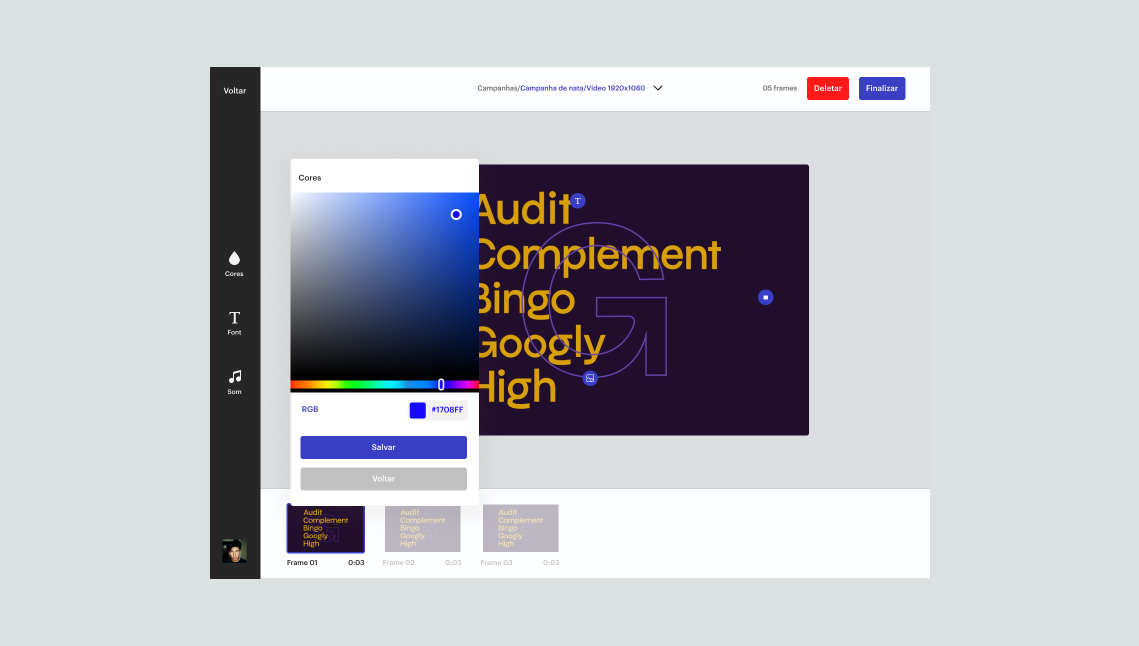 Voltar
Campanhas/Campanha de nata/Video 1920x1080
05 frames
Deletar
Finalizar
Cores
Font
Som
Cores
RGB
#1708FF
Salvar
Voltar
Audit
T
Complement
Bingo
Googly
High
Audit
Complement
Bingo
Googly
High
Frame 01
0:03
Audit
Complement
Bingo
Googly
High
Frame 02
0:03
Audit
Complement
Bingo
Googly
High
Frame 03
0:03